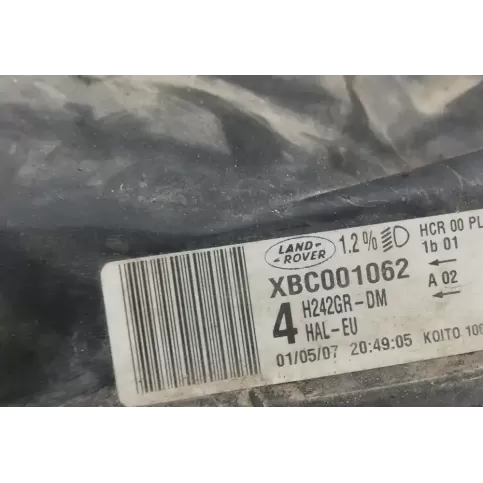 LAND-
-ROVER
1.2%
HCR 00 PL
1b 01
XBC001062
A 02
4
H242GR-DM
HAL-EU
01/05/07 20:49:05 KOITO 100